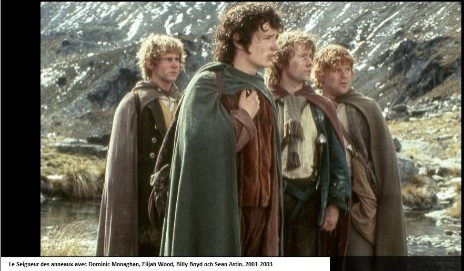 Le Seigneur des anneaux avec Dominic Monaghan, Elijah Wood, Billy Boyd och Sean Astin. 2001-2003